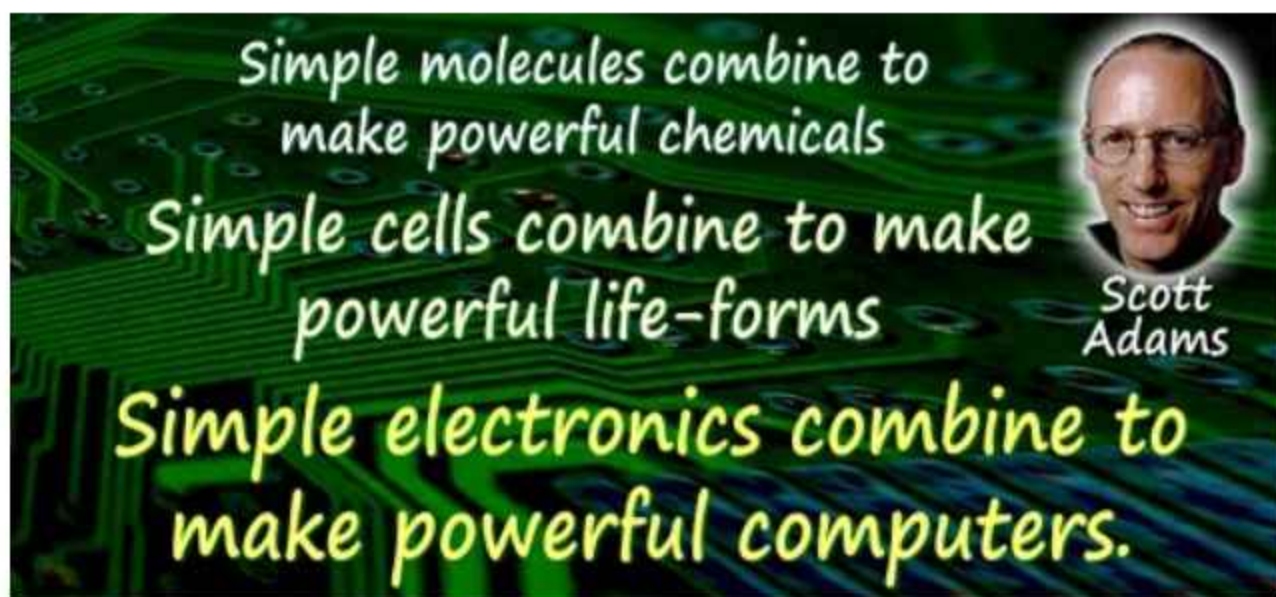 Simple molecules combine to
make powerful chemicals
Simple cells combine to make
powerful life-forms
Scott
Adams
Simple electronics combine to
make powerful computers.